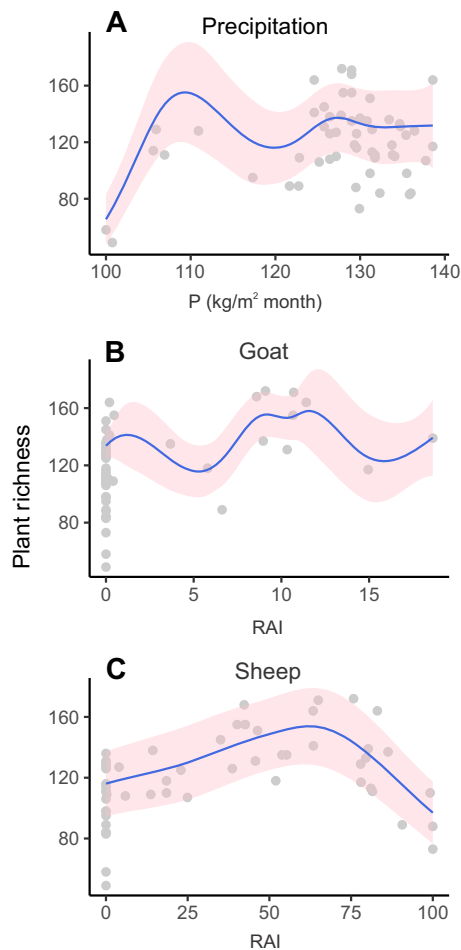 A Precipitation
160
120
80
100 110 120 130 140
P (kg/m² month)
B Goat
160
120
80
0 5 10 15
RAI
Plant richness
C Sheep
160
120
80
0 25 50 75 100
RAI